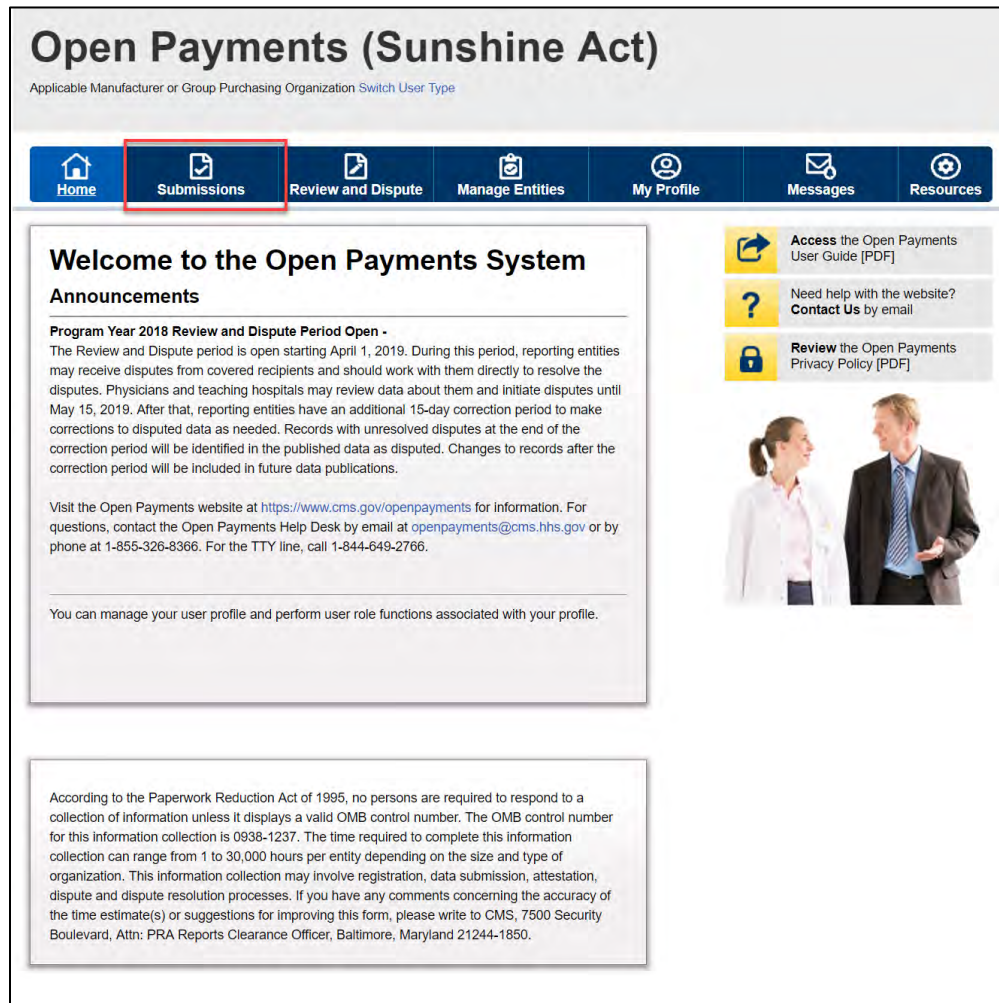 Open Payments (Sunshine Act)
Applicable Manufacturer or Group Purchasing Organization Switch User Type
Home
Submissions
Review and Dispute
Manage Entities
My Profile
Messages
Resources
Welcome to the Open Payments System
Announcements
Program Year 2018 Review and Dispute Period Open -
The Review and Dispute period is open starting April 1, 2019. During this period, reporting entities
may receive disputes from covered recipients and should work with them directly to resolve the
disputes. Physicians and teaching hospitals may review data about them and initiate disputes until
May 15, 2019. After that, reporting entities have an additional 15-day correction period to make
corrections to disputed data as needed. Records with unresolved disputes at the end of the
correction period will be identified in the published data as disputed. Changes to records after the
correction period will be included in future data publications.
Visit the Open Payments website at https://www.cms.gov/openpayments for information. For
questions, contact the Open Payments Help Desk by email at openpayments@cms.hhs.gov or by
phone at 1-855-326-8366. For the TTY line, call 1-844-649-2766.
You can manage your user profile and perform user role functions associated with your profile.
Access the Open Payments
User Guide [PDF]
?
Need help with the website?
Contact Us by email
Review the Open Payments
Privacy Policy [PDF]
According to the Paperwork Reduction Act of 1995, no persons are required to respond to a
collection of information unless it displays a valid OMB control number. The OMB control number
for this information collection is 0938-1237. The time required to complete this information
collection can range from 1 to 30,000 hours per entity depending on the size and type of
organization. This information collection may involve registration, data submission, attestation,
dispute and dispute resolution processes. If you have any comments concerning the accuracy of
the time estimate(s) or suggestions for improving this form, please write to CMS, 7500 Security
Boulevard, Attn: PRA Reports Clearance Officer, Baltimore, Maryland 21244-1850.